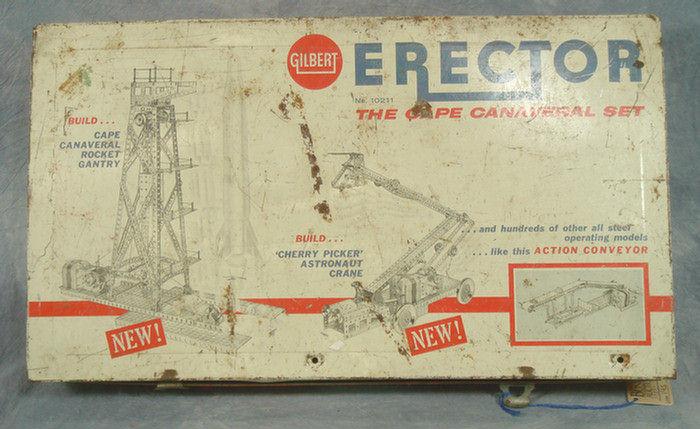 GILBERT
ERECTOR
No. 10211
THE CAPE CANAVERAL SET
BUILD...
CAPE
CANAVERAL
ROCKET
GANTRY
BUILD...
'CHERRY PICKER'
ASTRONAUT
CRANE
...and hundreds of other all steel
operating models
...like this ACTION CONVEYOR
NEW!
NEW!